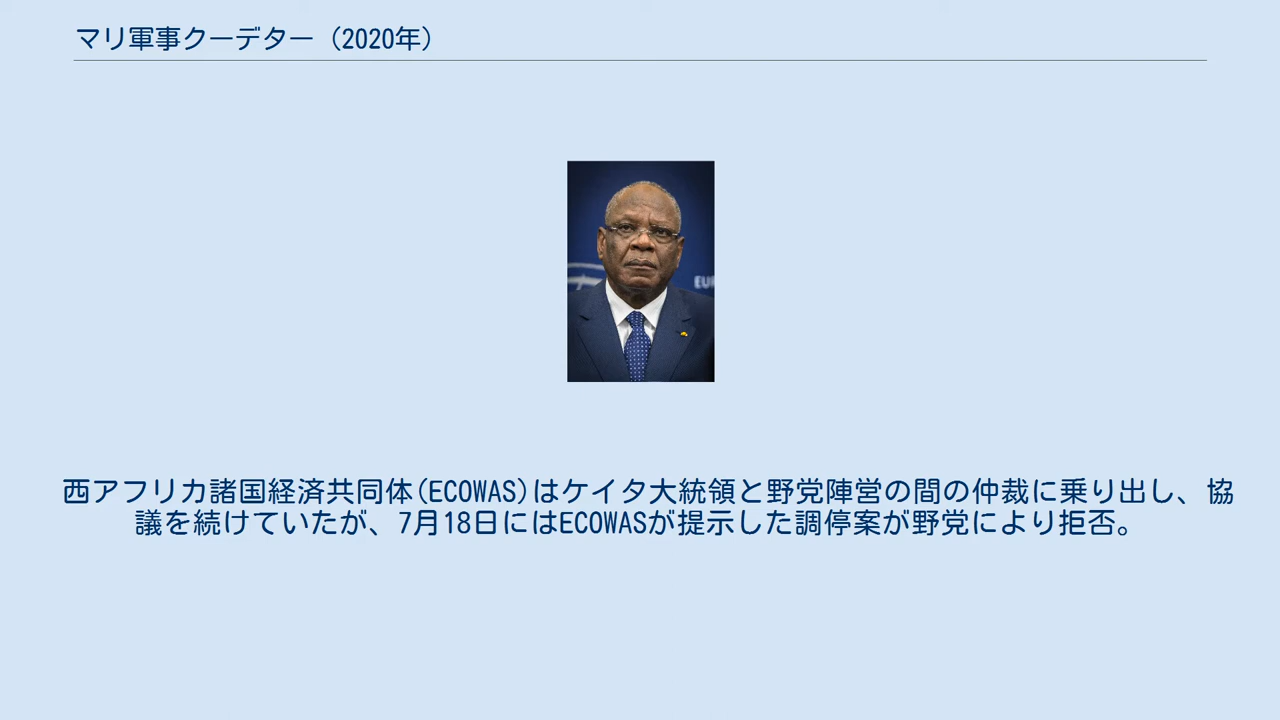 マリ軍事クーデター（2020年）
EUR
西アフリカ諸国経済共同体(ECOWAS)はケイタ大統領と野党陣営の間の仲裁に乗り出し、協
議を続けていたが、7月18日にはECOWASが提示した調停案が野党により拒否。